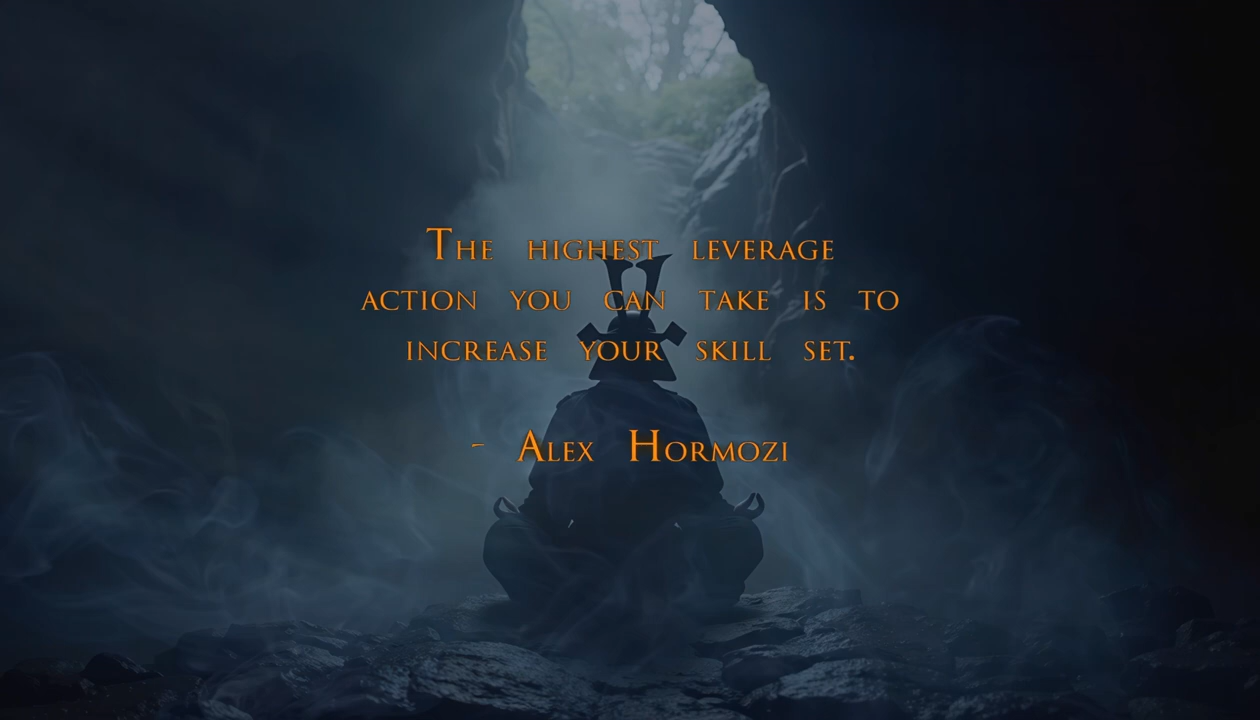 The highest leverage
action you can take is to
increase your skill set.
- Alex Hormozi